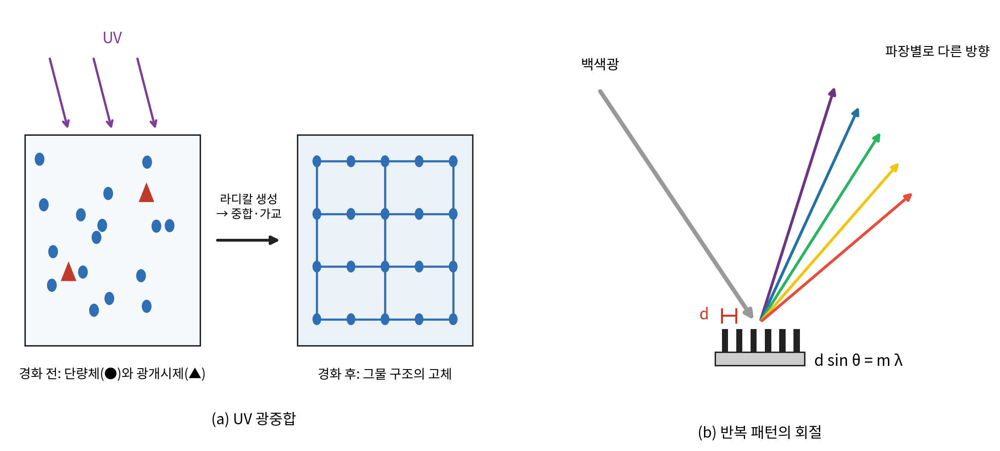 UV
라디칼 생성
→ 중합·가교
경화 전: 단량체(●)와 광개시제(▲)
경화 후: 그물 구조의 고체
(a) UV 광중합
백색광
파장별로 다른 방향
d
d sin θ = m λ
(b) 반복 패턴의 회절